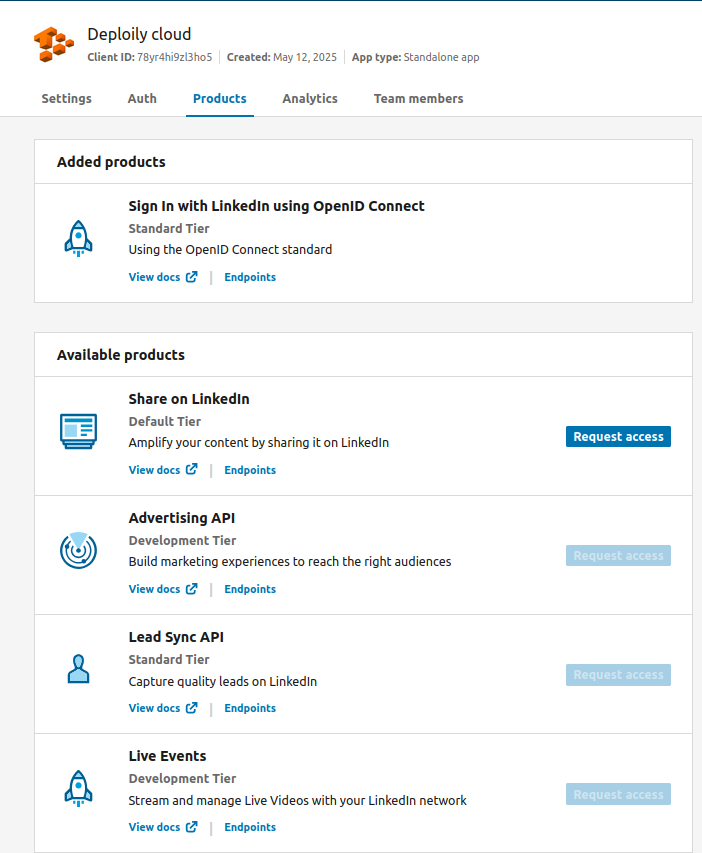 Deploily cloud
Client ID: 78yr4hi9zl3ho5 | Created: May 12, 2025 | App type: Standalone app
Settings Auth Products Analytics Team members
Added products
Sign In with LinkedIn using OpenID Connect
Standard Tier
Using the OpenID Connect standard
View docs | Endpoints
Available products
Share on LinkedIn
Default Tier
Request access
Amplify your content by sharing it on LinkedIn
View docs | Endpoints
Advertising API
Development Tier
Request access
Build marketing experiences to reach the right audiences
View docs | Endpoints
Lead Sync API
Standard Tier
Request access
Capture quality leads on LinkedIn
View docs | Endpoints
Live Events
Development Tier
Request access
Stream and manage Live Videos with your LinkedIn network
View docs | Endpoints